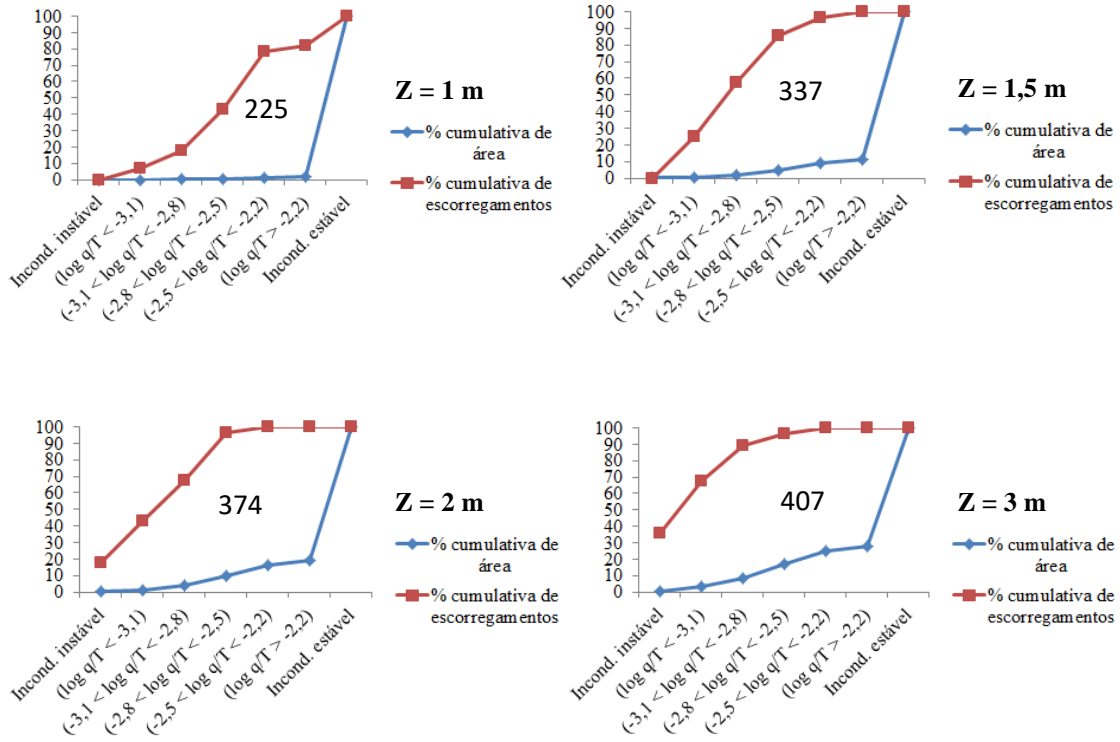 100
90
80
70
60
50
40
30
20
10
0
225
Z = 1 m
% cumulativa de
área
% cumulativa de
escorregamentos
Incond. instável
(log q/T < -3,1)
(-3,1 < log q/T < -2,8)
(-2,8 < log q/T < -2,5)
(-2,5 < log q/T < -2,2)
(log q/T > -2,2)
Incond. estável
100
90
80
70
60
50
40
30
20
10
0
337
Z = 1,5 m
% cumulativa de
área
% cumulativa de
escorregamentos
Incond. instável
(log q/T < -3,1)
(-3,1 < log q/T < -2,8)
(-2,8 < log q/T < -2,5)
(-2,5 < log q/T < -2,2)
(log q/T > -2,2)
Incond. estável
100
90
80
70
60
50
40
30
20
10
0
374
Z = 2 m
% cumulativa de
área
% cumulativa de
escorregamentos
Incond. instável
(log q/T < -3,1)
(-3,1 < log q/T < -2,8)
(-2,8 < log q/T < -2,5)
(-2,5 < log q/T < -2,2)
(log q/T > -2,2)
Incond. estável
100
90
80
70
60
50
40
30
20
10
0
407
Z = 3 m
% cumulativa de
área
% cumulativa de
escorregamentos
Incond. instável
(log q/T < -3,1)
(-3,1 < log q/T < -2,8)
(-2,8 < log q/T < -2,5)
(-2,5 < log q/T < -2,2)
(log q/T > -2,2)
Incond. estável